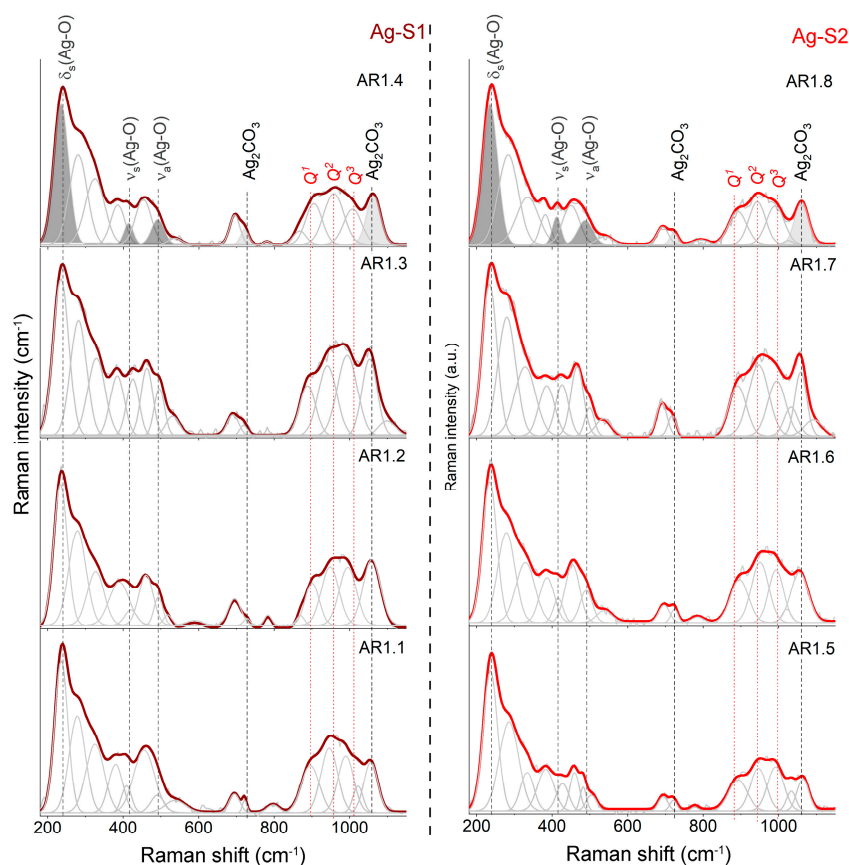 Ag-S1
δₛ(Ag-O)
AR1.4
νₛ(Ag-O)
νₐ(Ag-O)
Ag₂CO₃
Q¹
Q²
Q³
Ag₂CO₃
AR1.3
AR1.2
AR1.1
Raman intensity (cm⁻¹)
200 400 600 800 1000
Raman shift (cm⁻¹)
Ag-S2
δₛ(Ag-O)
AR1.8
νₛ(Ag-O)
νₐ(Ag-O)
Ag₂CO₃
Q¹
Q²
Q³
Ag₂CO₃
AR1.7
AR1.6
AR1.5
Raman intensity (a.u.)
200 400 600 800 1000
Raman shift (cm⁻¹)